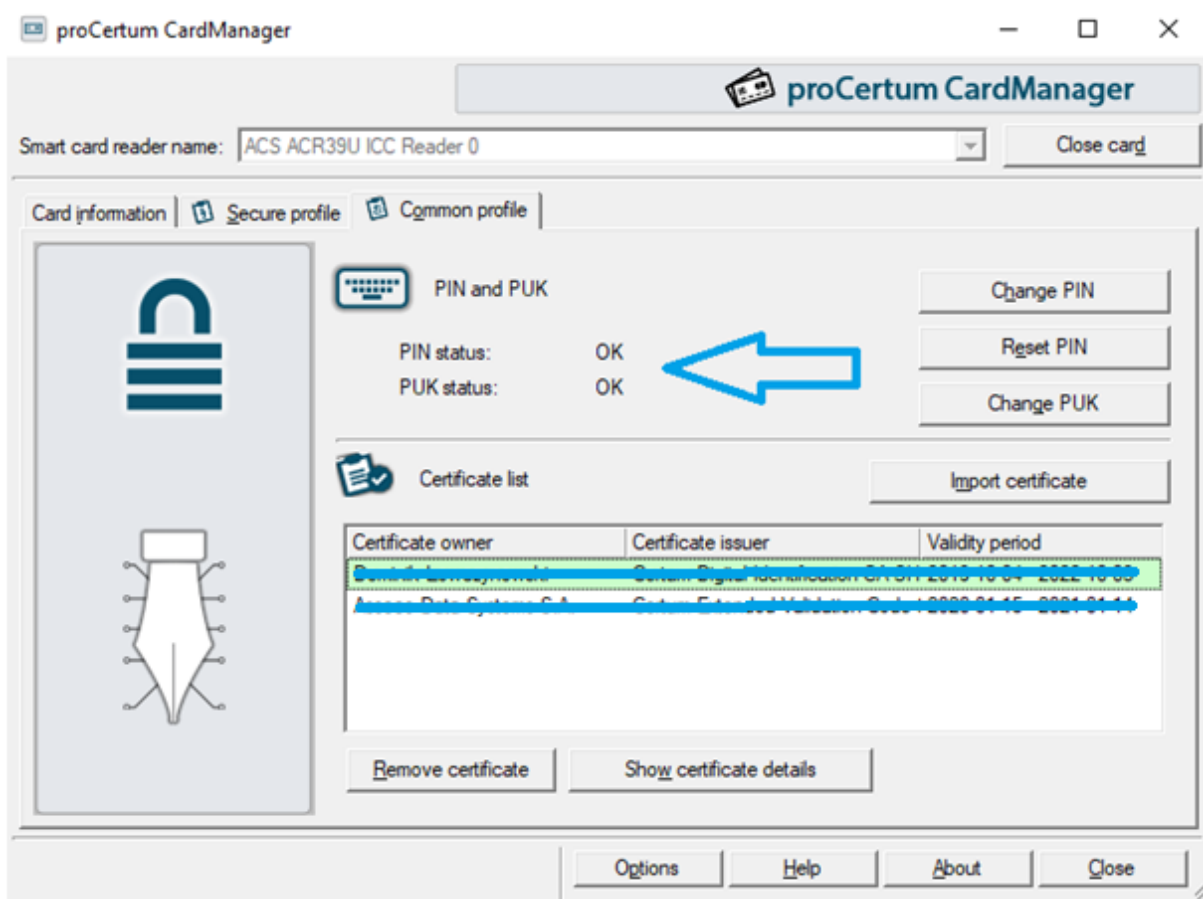 proCertum CardManager
proCertum CardManager
Smart card reader name: ACS ACR39U ICC Reader 0 Close card
Card information Secure profile Common profile
PIN and PUK Change PIN
PIN status: OK Reset PIN
PUK status: OK Change PUK
Certificate list Import certificate
Certificate owner Certificate issuer Validity period
Remove certificate Show certificate details
Options Help About Close